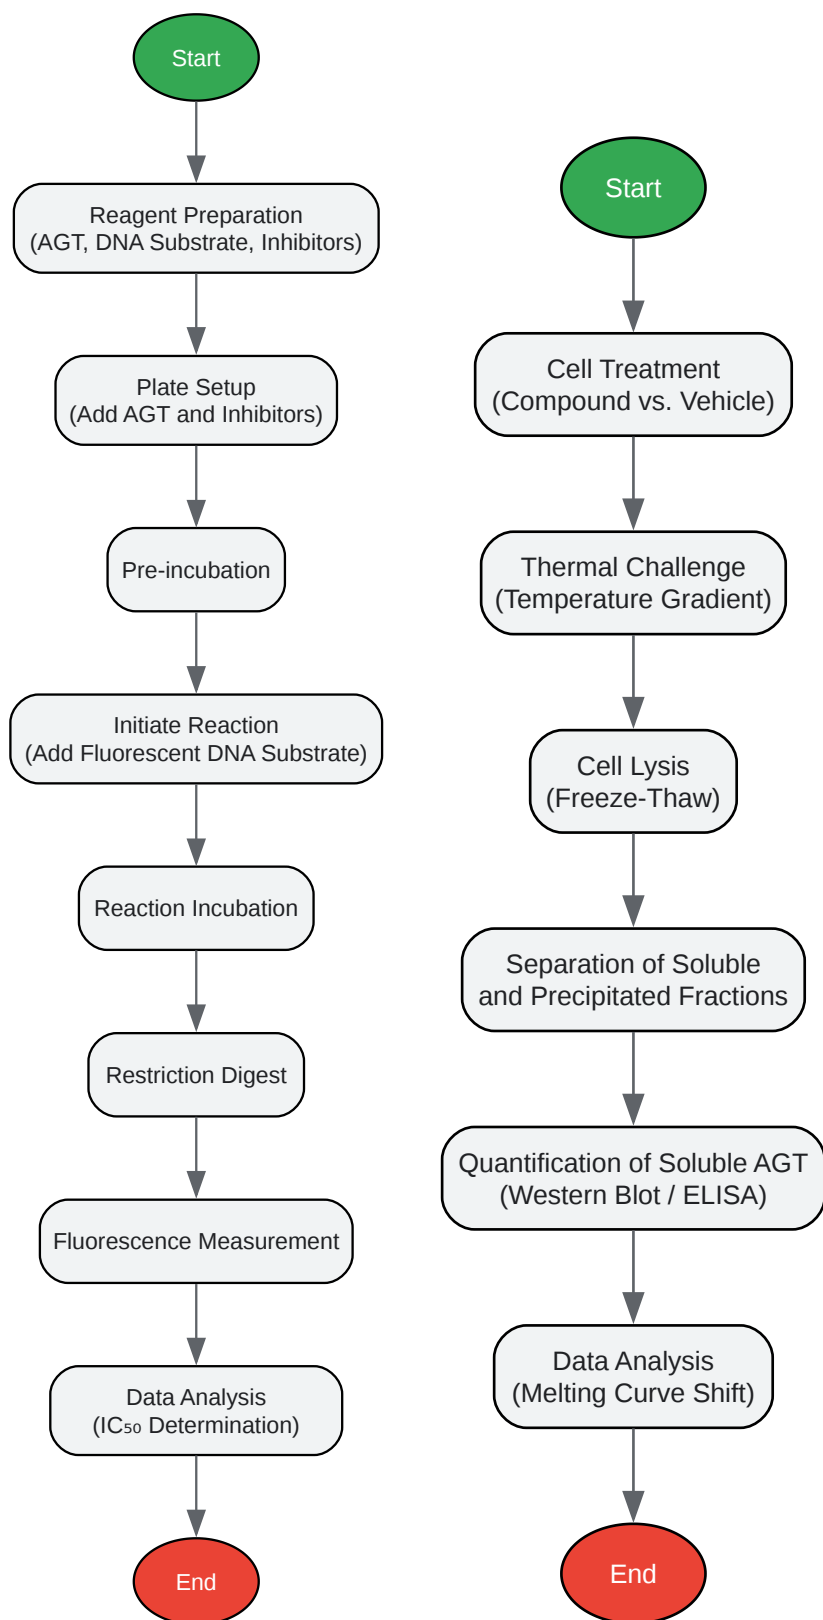 Start
Reagent Preparation
(AGT, DNA Substrate, Inhibitors)
Plate Setup
(Add AGT and Inhibitors)
Pre-incubation
Initiate Reaction
(Add Fluorescent DNA Substrate)
Reaction Incubation
Restriction Digest
Fluorescence Measurement
Data Analysis
(IC₅₀ Determination)
End
Start
Cell Treatment
(Compound vs. Vehicle)
Thermal Challenge
(Temperature Gradient)
Cell Lysis
(Freeze-Thaw)
Separation of Soluble
and Precipitated Fractions
Quantification of Soluble AGT
(Western Blot / ELISA)
Data Analysis
(Melting Curve Shift)
End